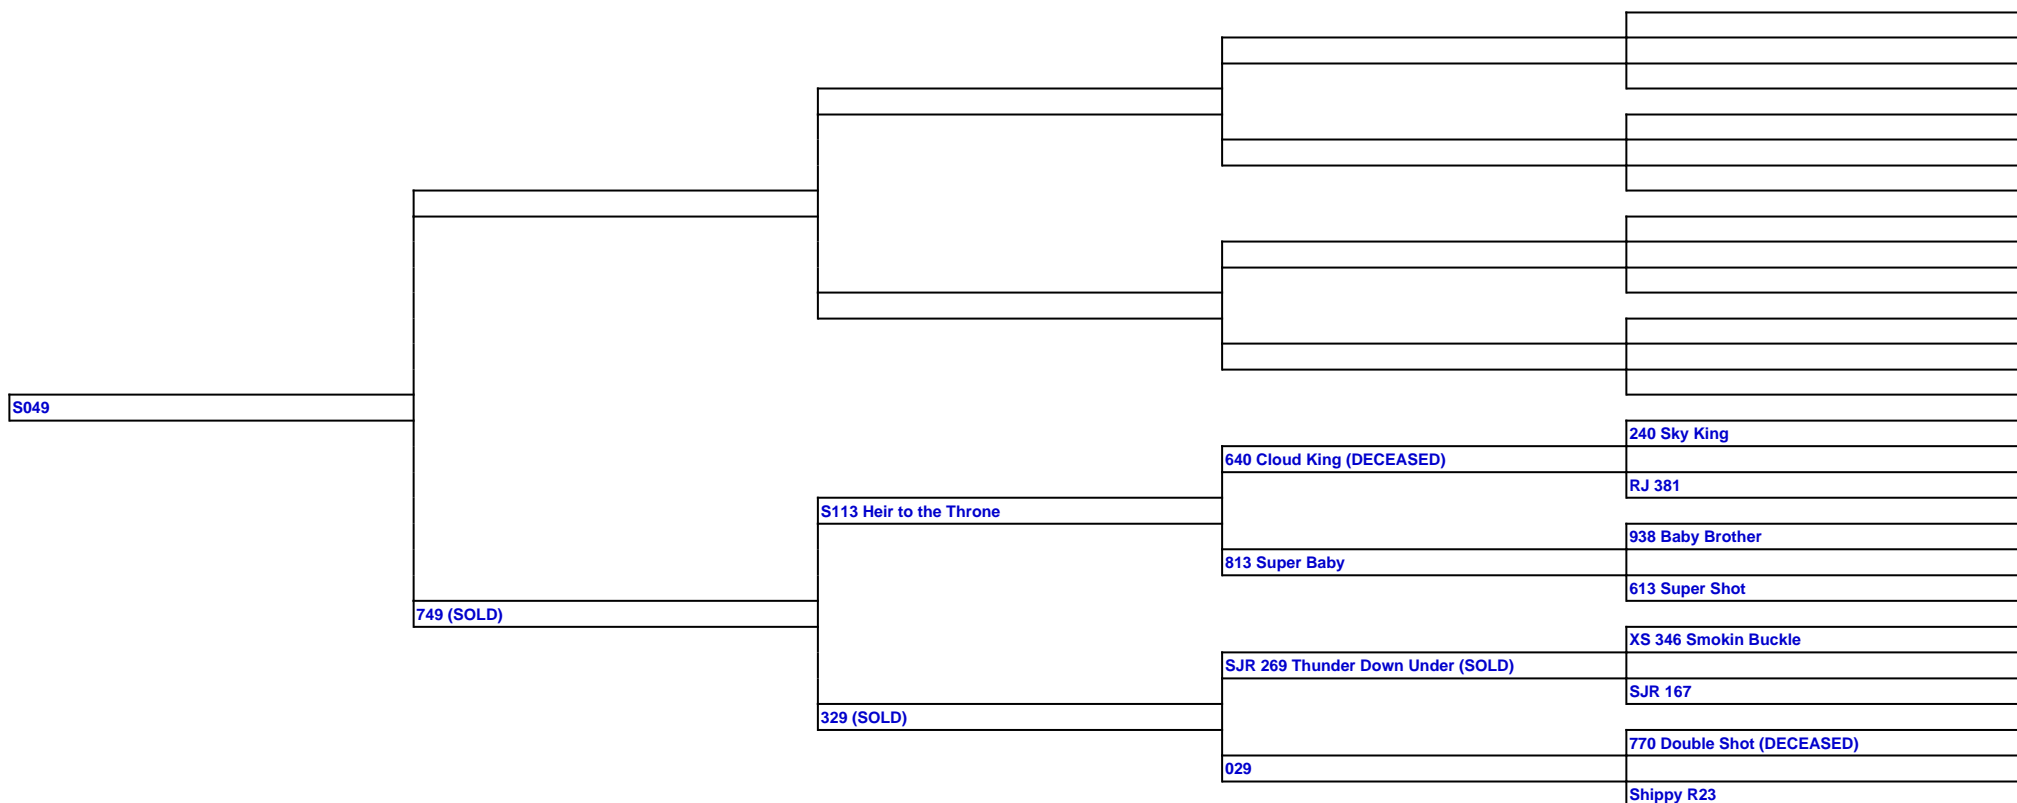 S049
749 (SOLD)
S113 Heir to the Throne
329 (SOLD)
640 Cloud King (DECEASED)
813 Super Baby
SJR 269 Thunder Down Under (SOLD)
029
240 Sky King
RJ 381
938 Baby Brother
613 Super Shot
XS 346 Smokin Buckle
SJR 167
770 Double Shot (DECEASED)
Shippy R23